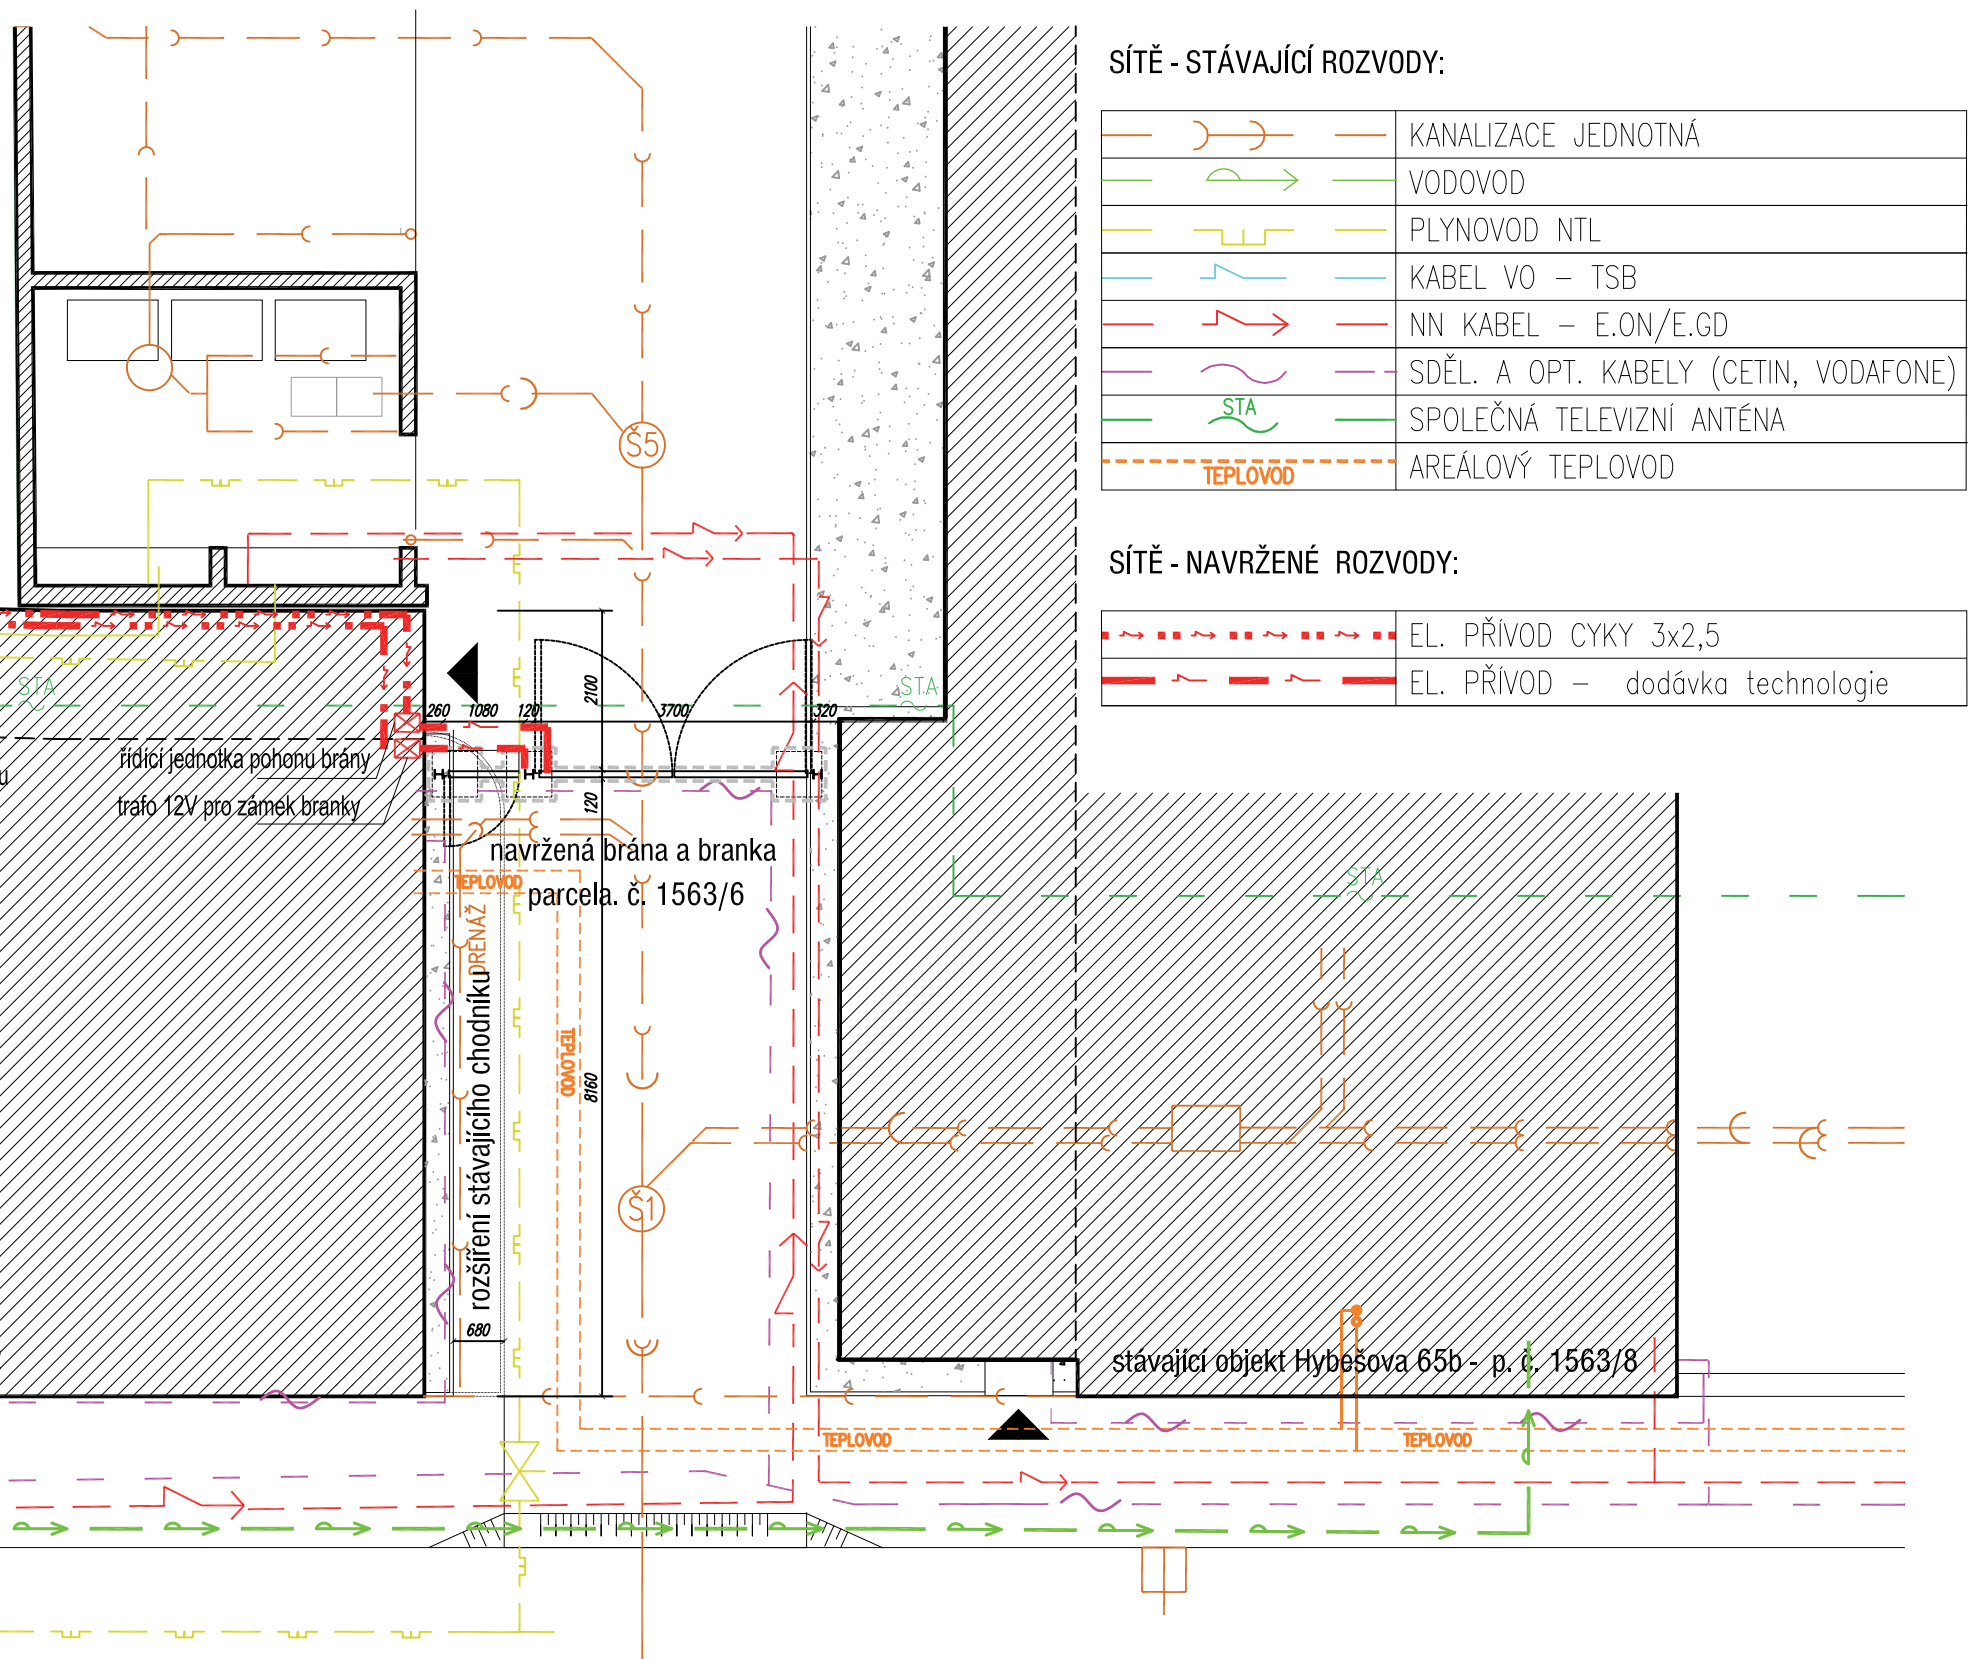 SÍTĚ - STÁVAJÍCÍ ROZVODY:
KANALIZACE JEDNOTNÁ
VODOVOD
PLYNOVOD NTL
KABEL VO – TSB
NN KABEL – E.ON/E.GD
SDĚL. A OPT. KABELY (CETIN, VODAFONE)
STA
SPOLEČNÁ TELEVIZNÍ ANTÉNA
TEPLOVOD
AREÁLOVÝ TEPLOVOD
SÍTĚ - NAVRŽENÉ ROZVODY:
EL. PŘÍVOD CYKY 3x2,5
EL. PŘÍVOD – dodávka technologie
Š5
STA
STA
2100
260
1080
120
3700
320
řídící jednotka pohonu brány
u
trafo 12V pro zámek branky
120
navržená brána a branka
parcela. č. 1563/6
TEPLOVOD
DRENÁŽ
STA
rozšíření stávajícího chodníku
TEPLOVOD
8160
Š1
680
stávající objekt Hybešova 65b - p. č. 1563/8
TEPLOVOD
TEPLOVOD